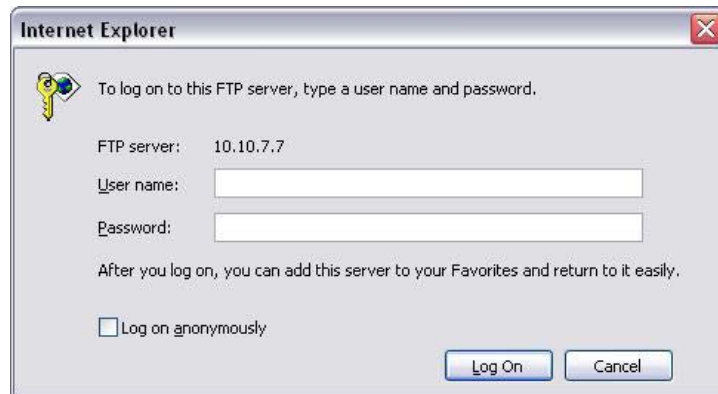 Internet Explorer
To log on to this FTP server, type a user name and password.
FTP server: 10.10.7.7
User name:
Password:
After you log on, you can add this server to your Favorites and return to it easily.
Log on anonymously
Log On Cancel